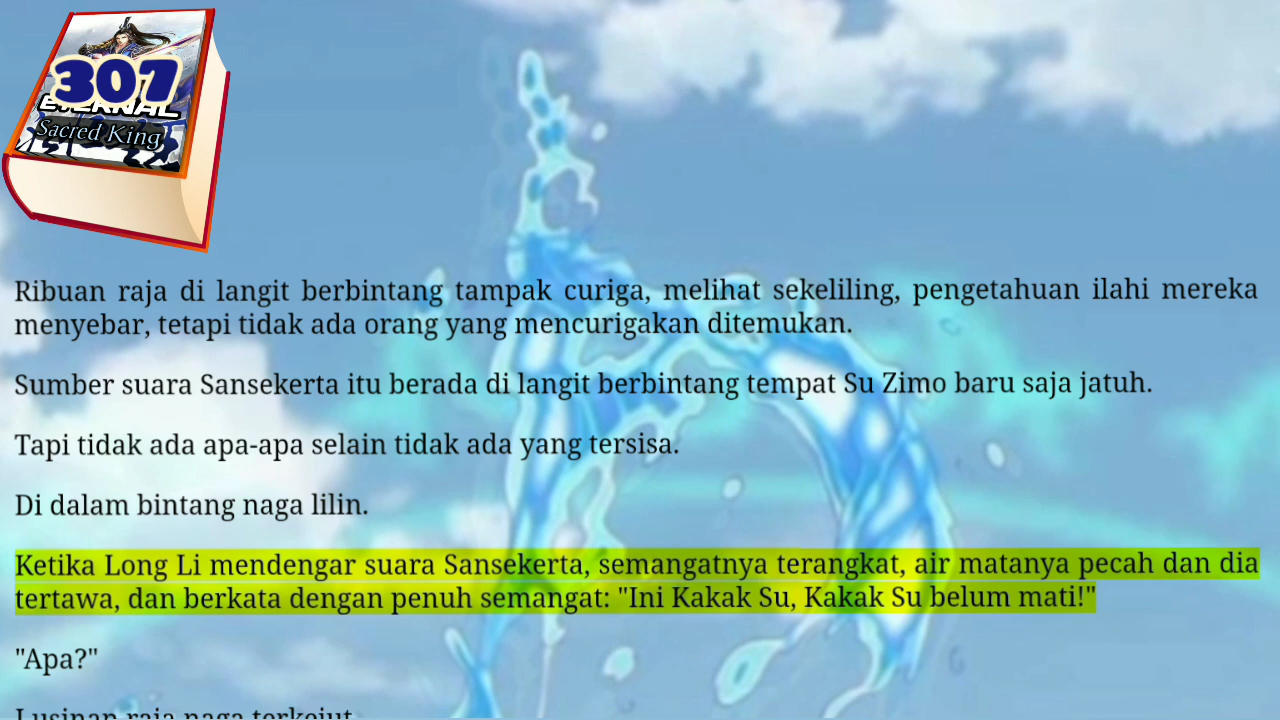 307
ETERNAL
Sacred King
Ribuan raja di langit berbintang tampak curiga, melihat sekeliling, pengetahuan ilahi mereka
menyebar, tetapi tidak ada orang yang mencurigakan ditemukan.
Sumber suara Sansekerta itu berada di langit berbintang tempat Su Zimo baru saja jatuh.
Tapi tidak ada apa-apa selain tidak ada yang tersisa.
Di dalam bintang naga lilin.
Ketika Long Li mendengar suara Sansekerta, semangatnya terangkat, air matanya pecah dan dia
tertawa, dan berkata dengan penuh semangat: "Ini Kakak Su, Kakak Su belum mati!"
"Apa?"
Lusinan raja naga terkejut